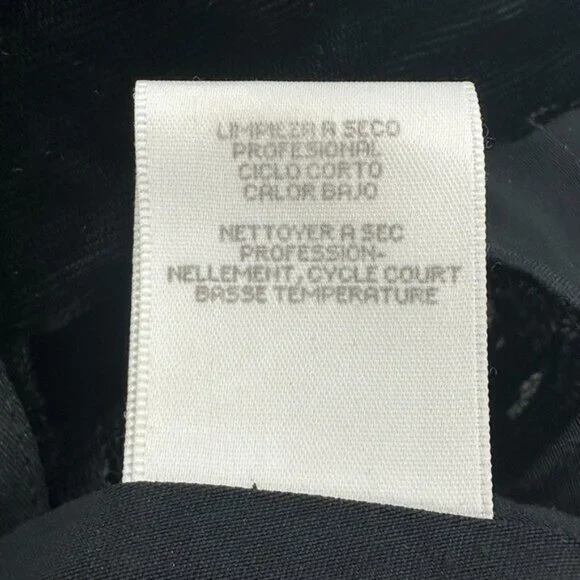 LIMPIEZA A SECO
PROFESIONAL
CICLO CORTO
CALOR BAJO
NETTOYER A SEC
PROFESSION-
NELLEMENT, CYCLE COURT
BASSE TEMPERATURE